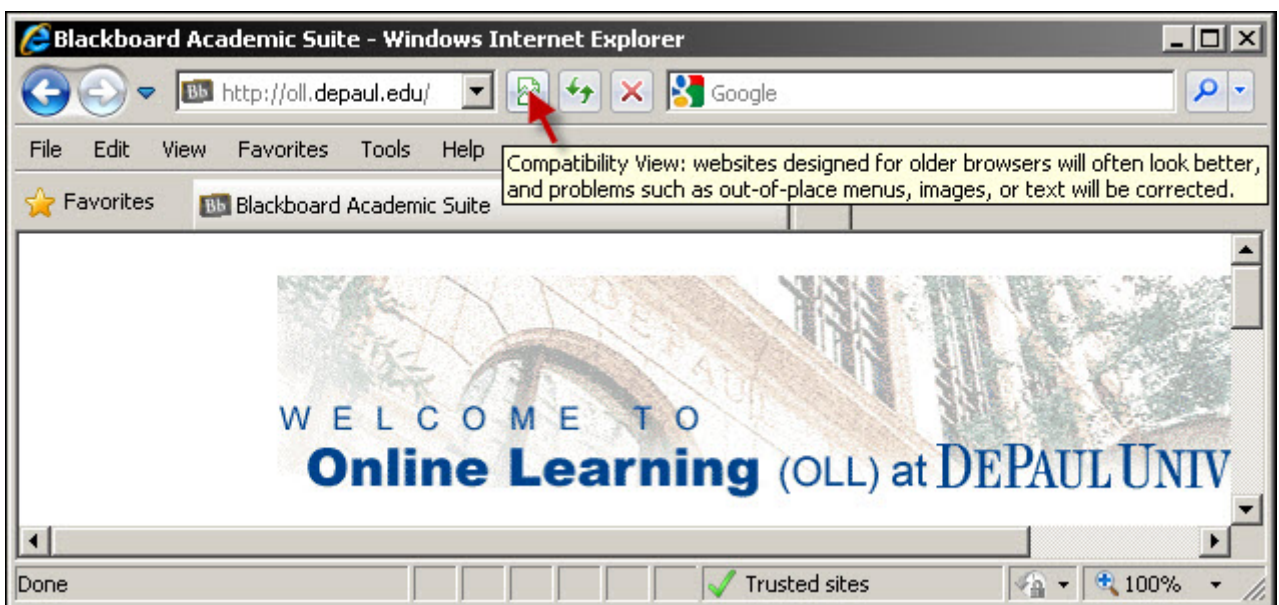 Blackboard Academic Suite - Windows Internet Explorer
Bb http://oll.depaul.edu/ Google
File Edit View Favorites Tools Help
Compatibility View: websites designed for older browsers will often look better,
and problems such as out-of-place menus, images, or text will be corrected.
Favorites Bb Blackboard Academic Suite
DEPAUL
WELCOME TO
Online Learning (OLL) at DEPAUL UNIV
Done Trusted sites 100%